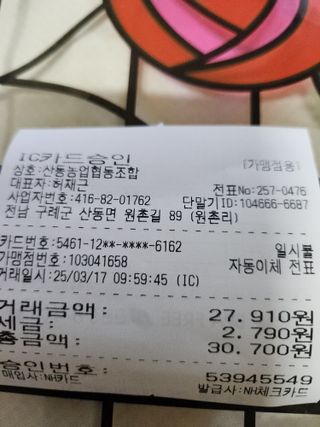 IC카드승인
[가맹점용]
상호:산동농업협동조합
대표자:허재근 전표No:257-0476
사업자번호:416-82-01762 단말기ID:104666-6687
전남 구례군 산동면 원촌길 89 (원촌리)
카드번호:5461-12**-****-6162 일시불
가맹점번호:103041658 자동이체 전표
거래일시:25/03/17 09:59:45 (IC)
거래금액: 27.910원
세금: 2.790원
총금액: 30.700원
승인번호: 53945549
매입사:NH카드 발급사:NH체크카드